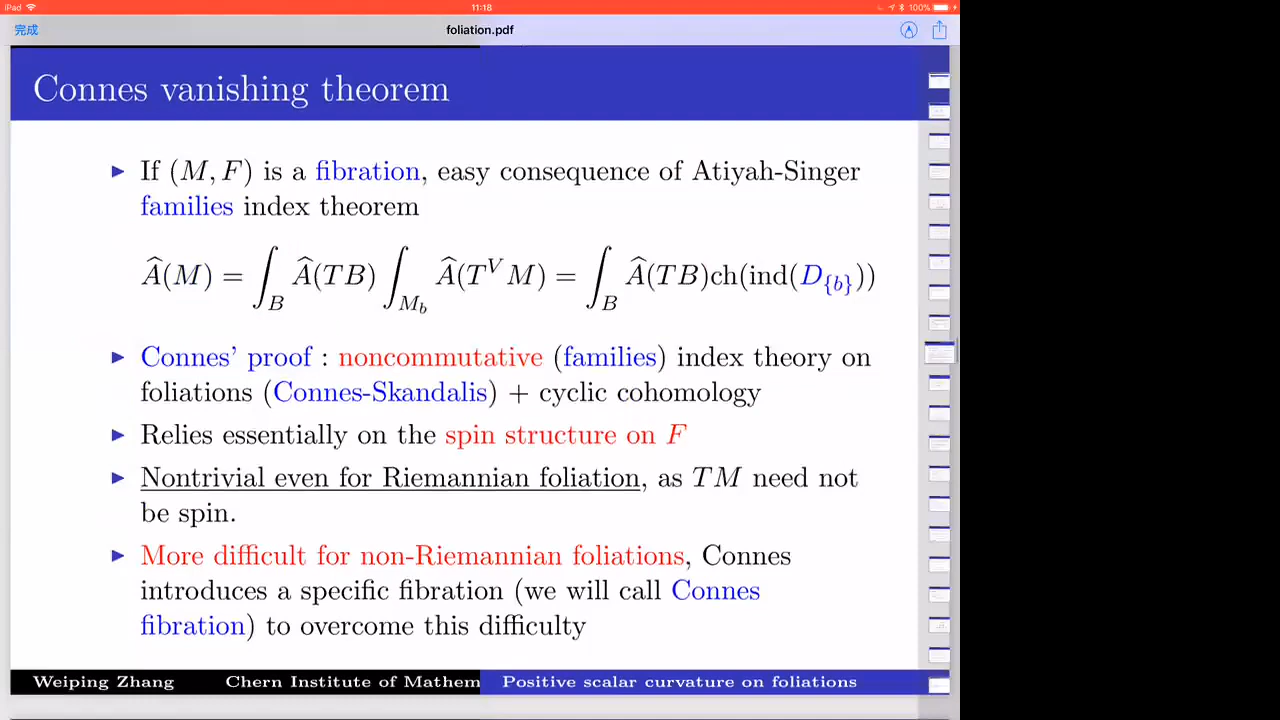 iPad 11:18 100%
完成 foliation.pdf
Connes vanishing theorem
▶ If (M, F) is a fibration, easy consequence of Atiyah-Singer
families index theorem
Â(M) = ∫_B Â(TB) ∫_{M_b} Â(T^V M) = ∫_B Â(TB)ch(ind(D_{b}))
▶ Connes proof : noncommutative (families) index theory on
foliations (Connes-Skandalis) + cyclic cohomology
▶ Relies essentially on the spin structure on F
▶ Nontrivial even for Riemannian foliation, as TM need not
be spin.
▶ More difficult for non-Riemannian foliations, Connes
introduces a specific fibration (we will call Connes
fibration) to overcome this difficulty
Weiping Zhang Chern Institute of Mathem Positive scalar curvature on foliations